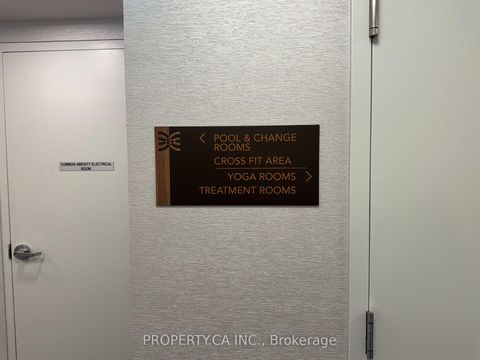 COMMON AMENITY ELECTRICAL
ROOM
< POOL & CHANGE
ROOMS
CROSS FIT AREA
YOGA ROOMS >
TREATMENT ROOMS
PROPERTY.CA INC., Brokerage